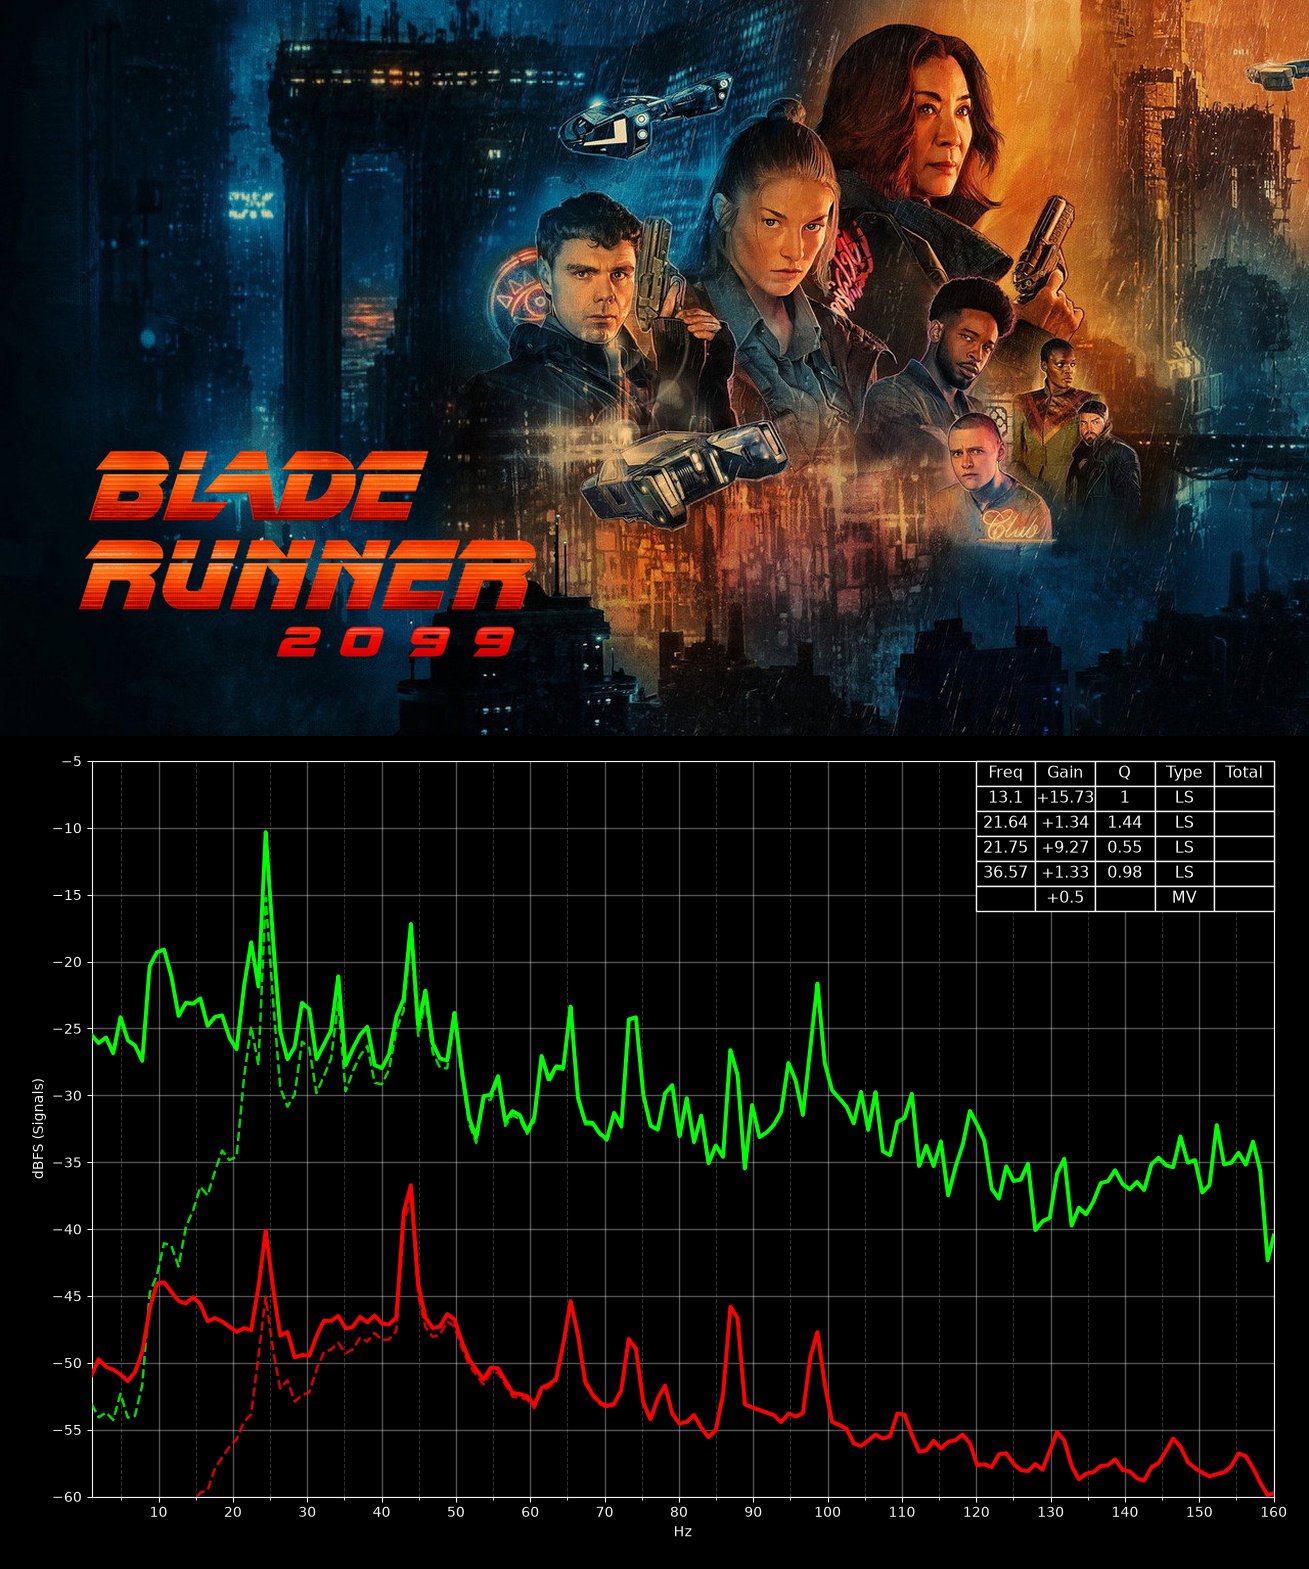 BLADE
RUNNER
2099
Club
Freq Gain Q Type Total
13.1 +15.73 1 LS
21.64 +1.34 1.44 LS
21.75 +9.27 0.55 LS
36.57 +1.33 0.98 LS
+0.5 MV
−5
−10
−15
−20
−25
−30
−35
−40
−45
−50
−55
−60
dBFS (Signals)
10 20 30 40 50 60 70 80 90 100 110 120 130 140 150 160
Hz